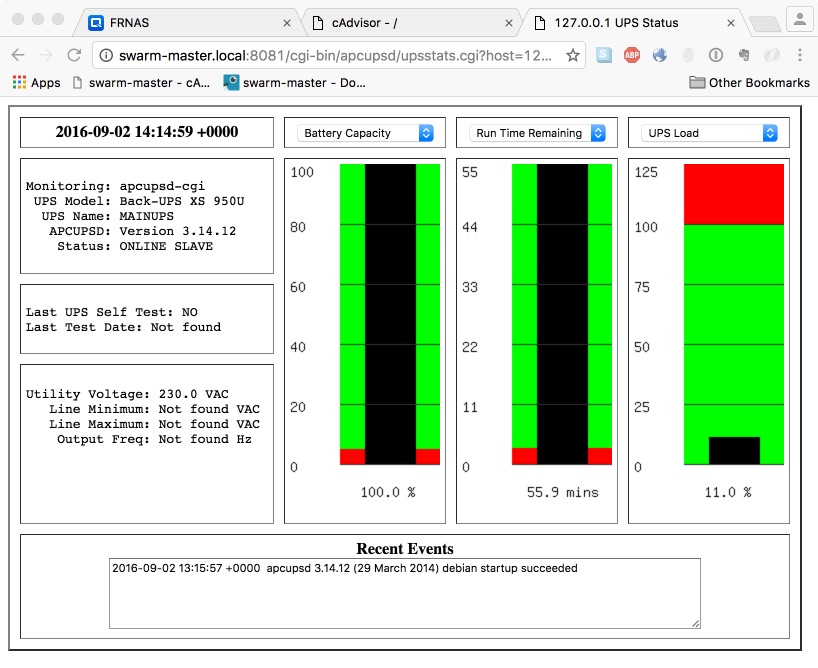 FRNAS
cAdvisor - /
127.0.0.1 UPS Status
swarm-master.local:8081/cgi-bin/apcupsd/upsstats.cgi?host=12...
S
ABP
Apps
swarm-master - cA...
swarm-master - Do...
Other Bookmarks
2016-09-02 14:14:59 +0000
Monitoring: apcupsd-cgi
UPS Model: Back-UPS XS 950U
UPS Name: MAINUPS
APCUPSD: Version 3.14.12
Status: ONLINE SLAVE
Last UPS Self Test: NO
Last Test Date: Not found
Utility Voltage: 230.0 VAC
Line Minimum: Not found VAC
Line Maximum: Not found VAC
Output Freq: Not found Hz
Battery Capacity
100
80
60
40
20
0
100.0 %
Run Time Remaining
55
44
33
22
11
0
55.9 mins
UPS Load
125
100
75
50
25
0
11.0 %
Recent Events
2016-09-02 13:15:57 +0000 apcupsd 3.14.12 (29 March 2014) debian startup succeeded